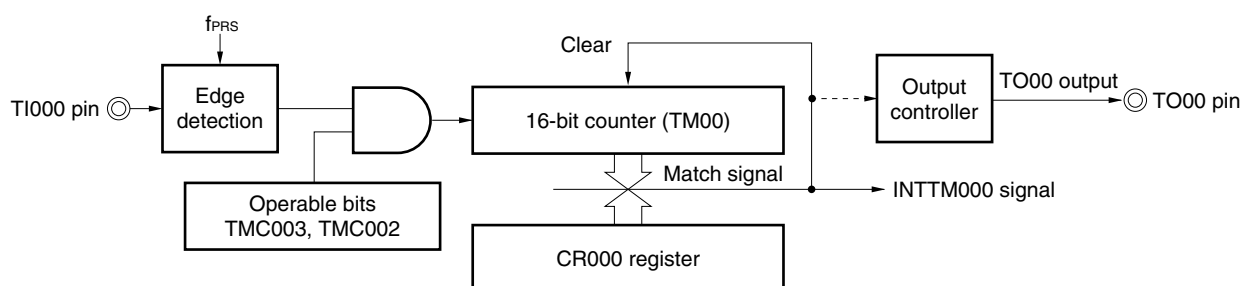 fPRS
Clear
TI000 pin
Edge
detection
16-bit counter (TM00)
Output
controller
TO00 output
TO00 pin
Operable bits
TMC003, TMC002
Match signal
INTTM000 signal
CR000 register